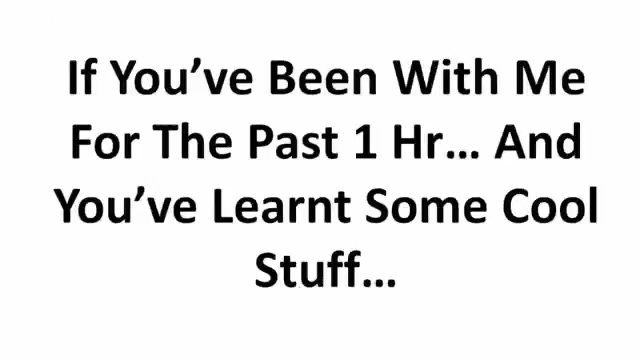 If You’ve Been With Me
For The Past 1 Hr… And
You’ve Learnt Some Cool
Stuff…